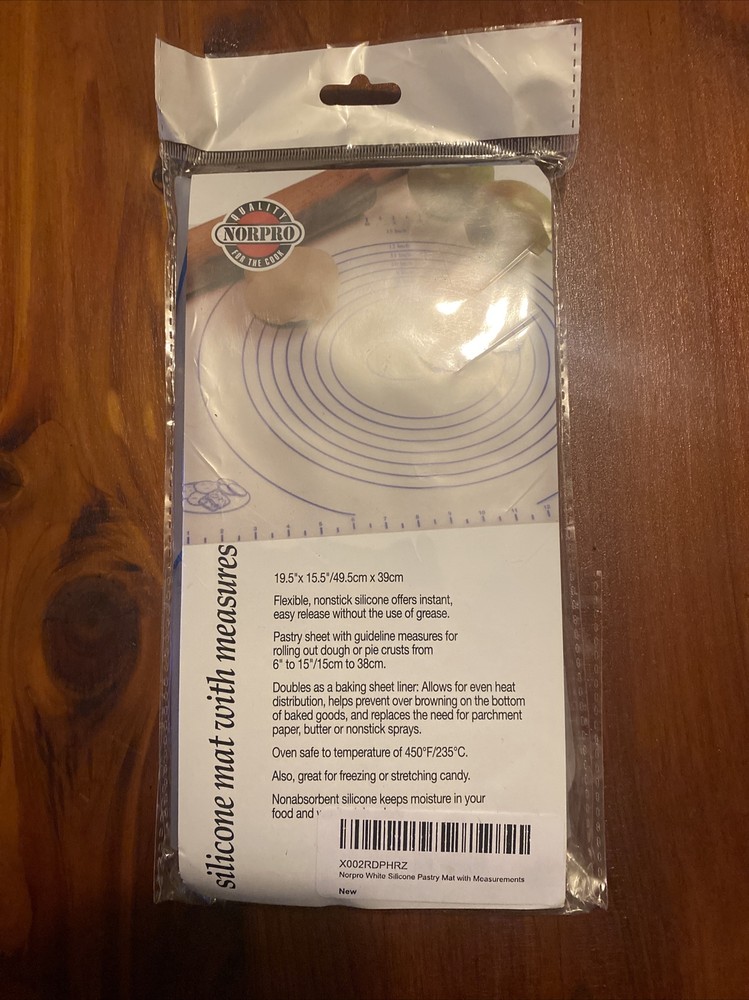 QUALITY
NORPRO
FOR THE COOK
silicone mat with measures
19.5"x 15.5"/49.5cm x 39cm
Flexible, nonstick silicone offers instant,
easy release without the use of grease.
Pastry sheet with guideline measures for
rolling out dough or pie crusts from
6" to 15"/15cm to 38cm.
Doubles as a baking sheet liner: Allows for even heat
distribution, helps prevent over browning on the bottom
of baked goods, and replaces the need for parchment
paper, butter or nonstick sprays.
Oven safe to temperature of 450°F/235°C.
Also, great for freezing or stretching candy.
Nonabsorbent silicone keeps moisture in your
food and
X002RDPHRZ
Norpro White Silicone Pastry Mat with Measurements
New